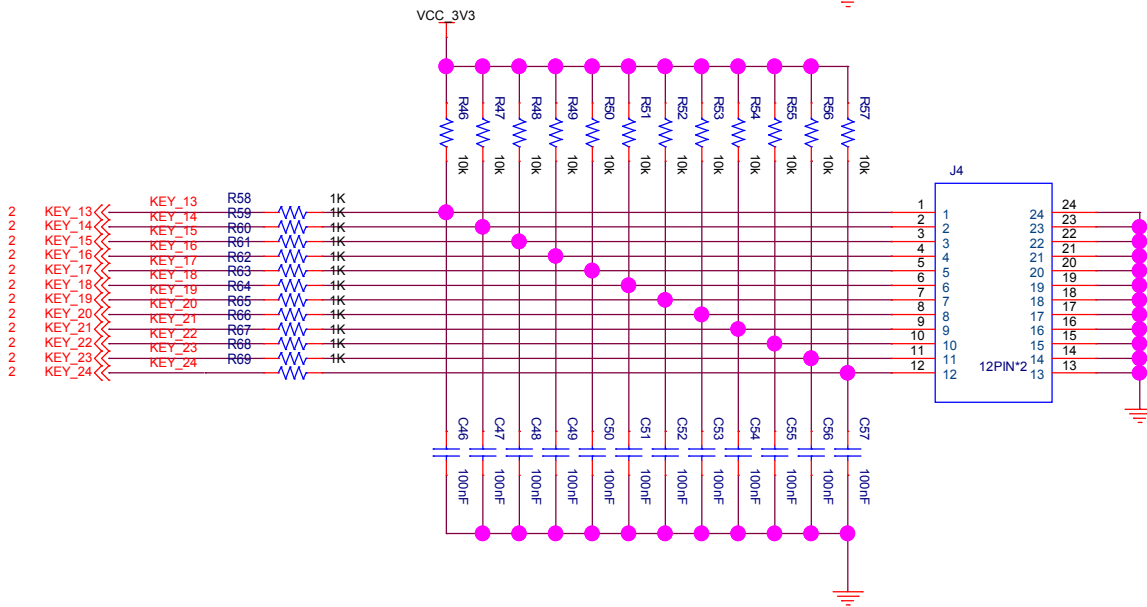 VCC_3V3
R46 R47 R48 R49 R50 R51 R52 R53 R54 R55 R56 R57
10k 10k 10k 10k 10k 10k 10k 10k 10k 10k 10k 10k
J4
2 KEY_13 KEY_13 R58 1K 1 1 24 24
2 KEY_14 KEY_14 R59 1K 2 2 23 23
2 KEY_15 KEY_15 R60 1K 3 3 22 22
2 KEY_16 KEY_16 R61 1K 4 4 21 21
2 KEY_17 KEY_17 R62 1K 5 5 20 20
2 KEY_18 KEY_18 R63 1K 6 6 19 19
2 KEY_19 KEY_19 R64 1K 7 7 18 18
2 KEY_20 KEY_20 R65 1K 8 8 17 17
2 KEY_21 KEY_21 R66 1K 9 9 16 16
2 KEY_22 KEY_22 R67 1K 10 10 15 15
2 KEY_23 KEY_23 R68 1K 11 11 14 14
2 KEY_24 KEY_24 R69 1K 12 12 12PIN*2 13 13
C46 C47 C48 C49 C50 C51 C52 C53 C54 C55 C56 C57
100nF 100nF 100nF 100nF 100nF 100nF 100nF 100nF 100nF 100nF 100nF 100nF